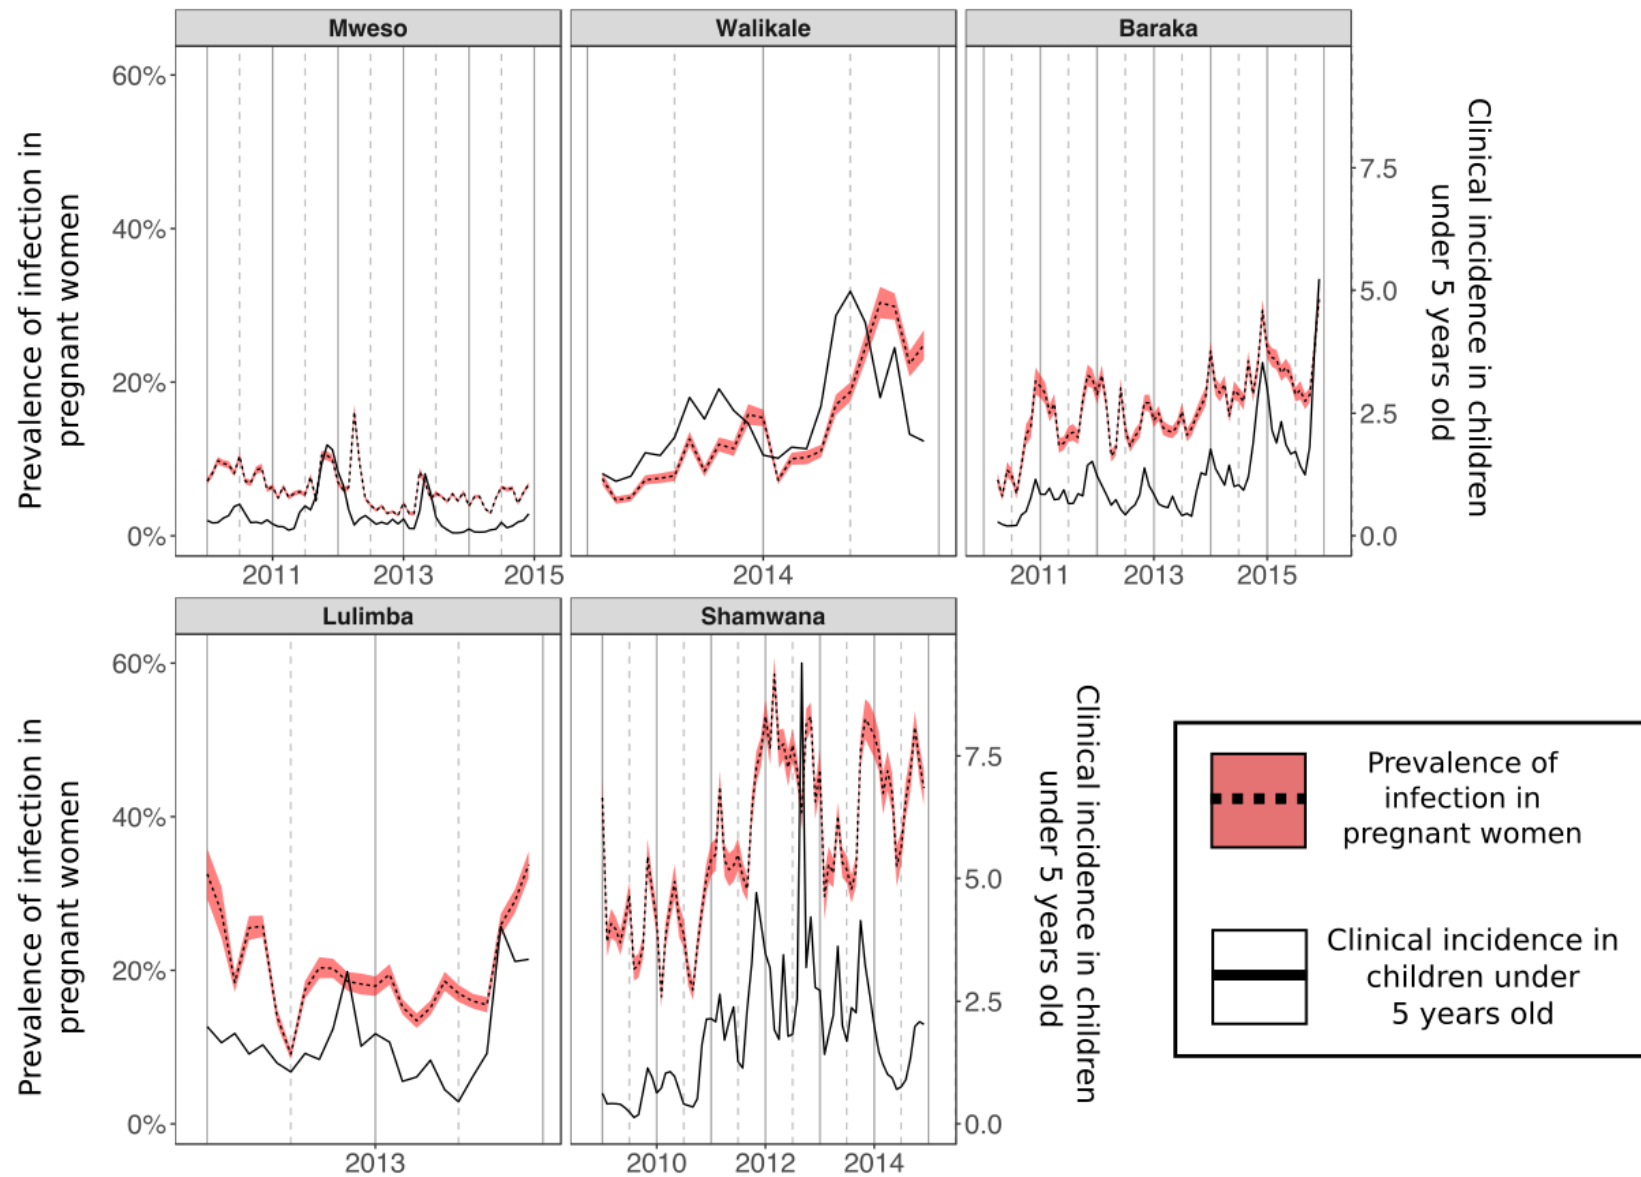 Mweso
Walikale
Baraka
60%
40%
20%
0%
Prevalence of infection in
pregnant women
7.5
5.0
2.5
0.0
Clinical incidence in children
under 5 years old
2011
2013
2015
2014
2011
2013
2015
Lulimba
Shamwana
60%
40%
20%
0%
Prevalence of infection in
pregnant women
7.5
5.0
2.5
0.0
Clinical incidence in children
under 5 years old
2013
2010
2012
2014
Prevalence of
infection in
pregnant women
Clinical incidence in
children under
5 years old